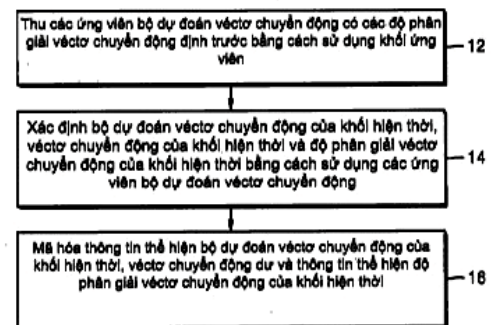 Thu các ứng viên bộ dự đoán véctơ chuyển động có các độ phân
giải véctơ chuyển động định trước bằng cách sử dụng khối ứng
viên
12
Xác định bộ dự đoán véctơ chuyển động của khối hiện thời,
véctơ chuyển động của khối hiện thời và độ phân giải véctơ
chuyển động của khối hiện thời bằng cách sử dụng các ứng
viên bộ dự đoán véctơ chuyển động
14
Mã hóa thông tin thể hiện bộ dự đoán véctơ chuyển động của
khối hiện thời, véctơ chuyển động dư và thông tin thể hiện độ
phân giải véctơ chuyển động của khối hiện thời
16